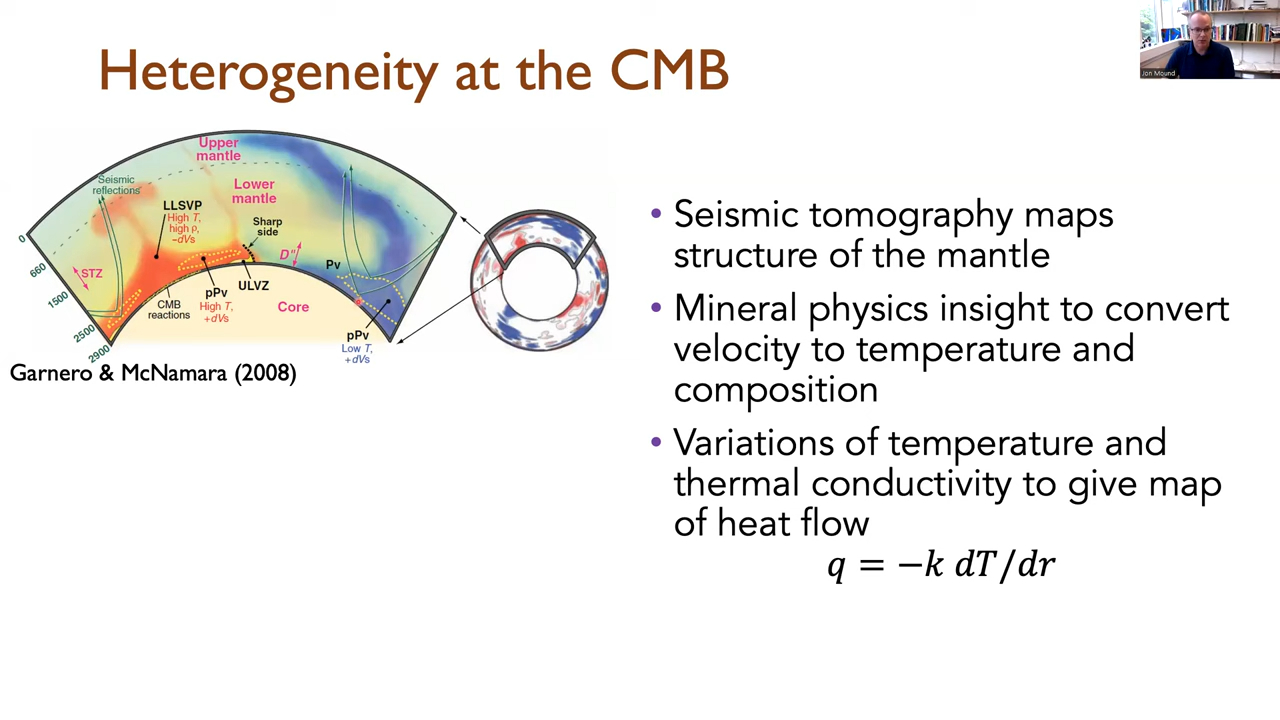 Heterogeneity at the CMB
Jon Mound
Upper
mantle
Seismic
reflections
Lower
mantle
LLSVP
High T,
high ρ,
–dVs
Sharp
side
0
660
1500
2500
2900
STZ
D"
Pv
CMB
reactions
pPv
High T,
+dVs
ULVZ
Core
pPv
Low T,
+dVs
Garnero & McNamara (2008)
• Seismic tomography maps
structure of the mantle
• Mineral physics insight to convert
velocity to temperature and
composition
• Variations of temperature and
thermal conductivity to give map
of heat flow
q = −k dT/dr